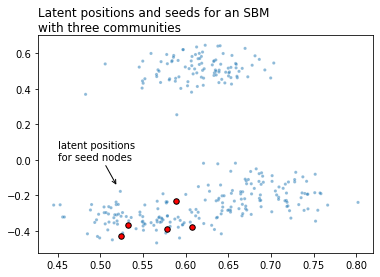 Latent positions and seeds for an SBM
with three communities
0.6
0.4
0.2
0.0
−0.2
−0.4
latent positions
for seed nodes
0.45 0.50 0.55 0.60 0.65 0.70 0.75 0.80